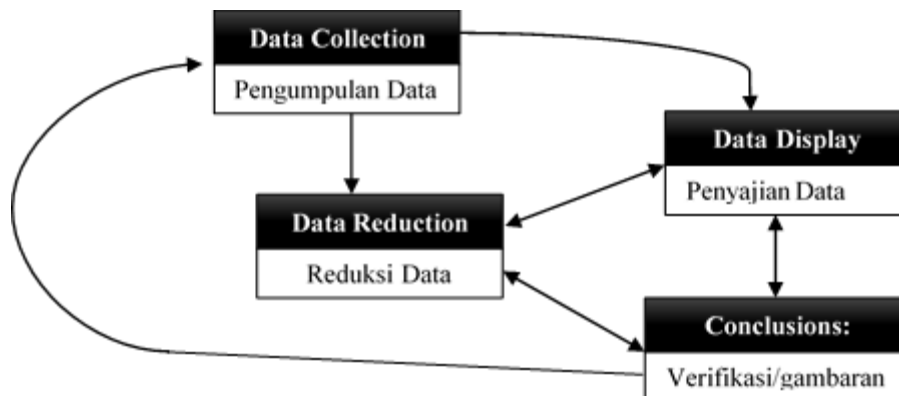 Data Collection
Pengumpulan Data
Data Display
Penyajian Data
Data Reduction
Reduksi Data
Conclusions:
Verifikasi/gambaran